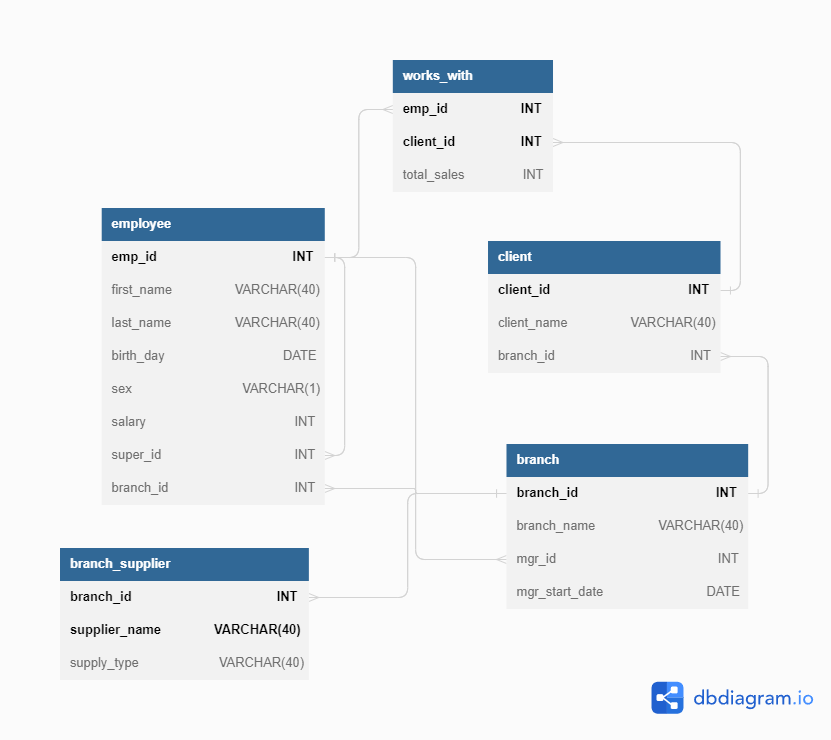 works_with
emp_id INT
client_id INT
total_sales INT
employee
emp_id INT
first_name VARCHAR(40)
last_name VARCHAR(40)
birth_day DATE
sex VARCHAR(1)
salary INT
super_id INT
branch_id INT
client
client_id INT
client_name VARCHAR(40)
branch_id INT
branch
branch_id INT
branch_name VARCHAR(40)
mgr_id INT
mgr_start_date DATE
branch_supplier
branch_id INT
supplier_name VARCHAR(40)
supply_type VARCHAR(40)
dbdiagram.io